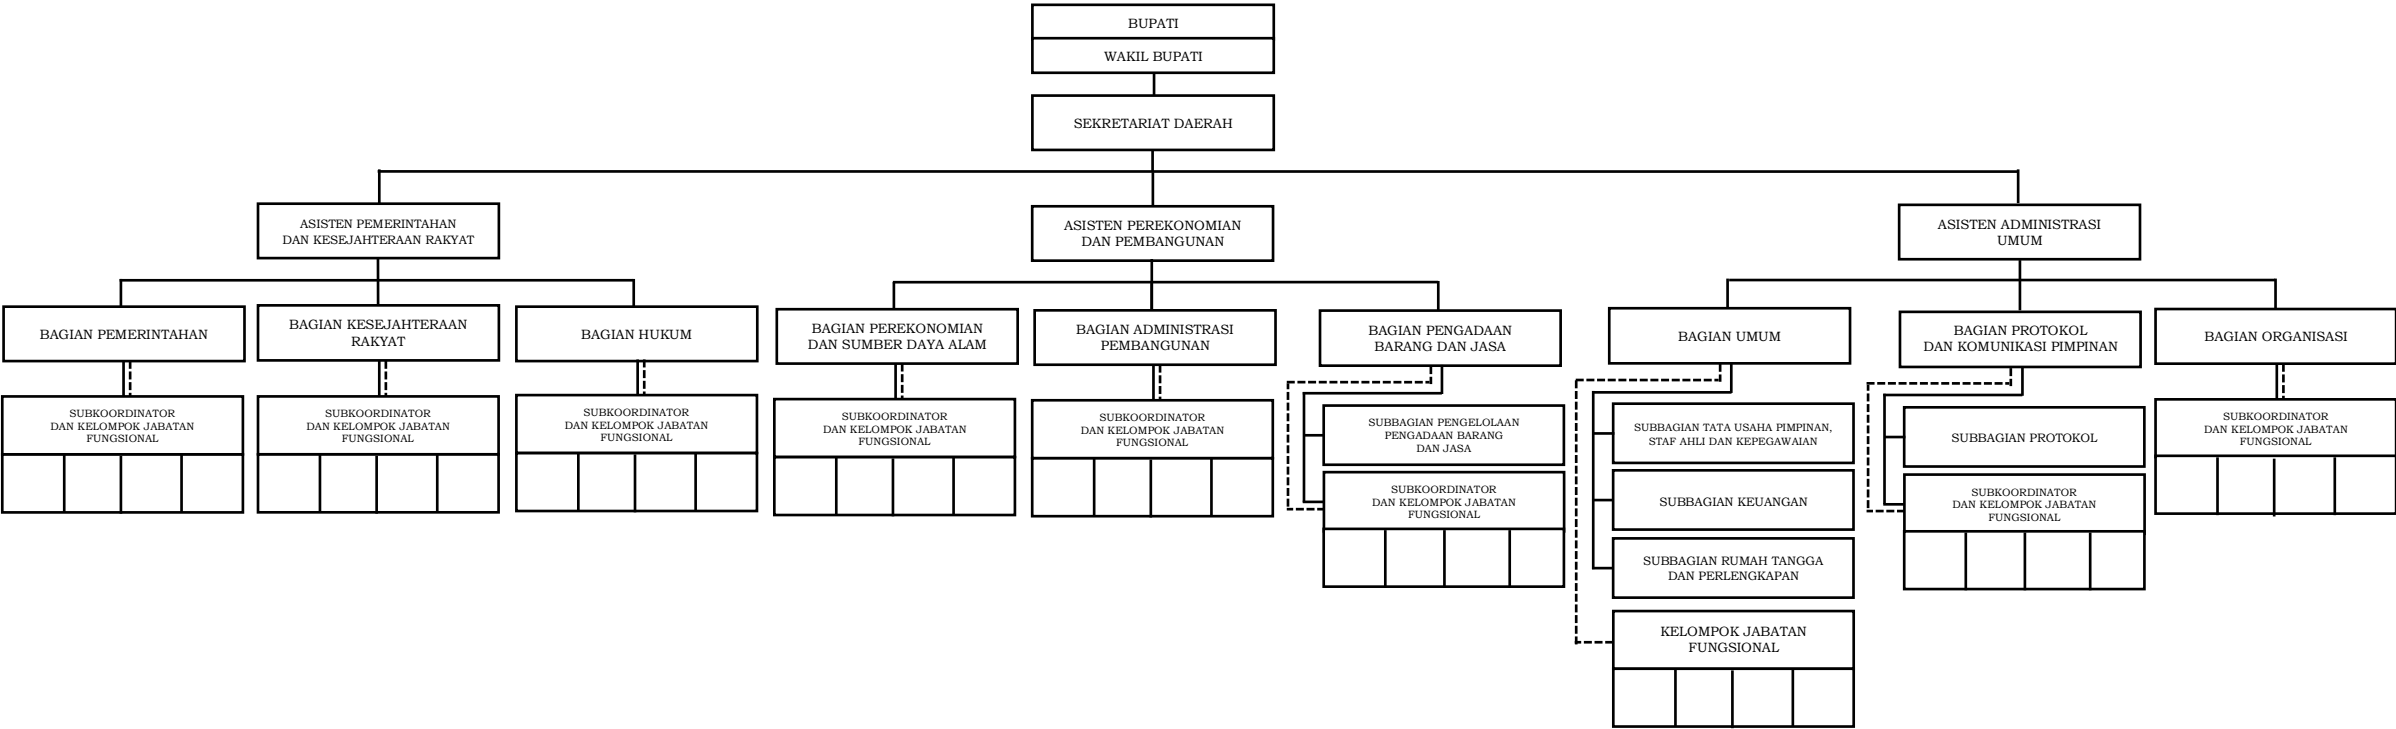 BUPATI
WAKIL BUPATI
SEKRETARIAT DAERAH
ASISTEN PEMERINTAHAN
DAN KESEJAHTERAAN RAKYAT
ASISTEN PEREKONOMIAN
DAN PEMBANGUNAN
ASISTEN ADMINISTRASI
UMUM
BAGIAN PEMERINTAHAN
BAGIAN KESEJAHTERAAN
RAKYAT
BAGIAN HUKUM
BAGIAN PEREKONOMIAN
DAN SUMBER DAYA ALAM
BAGIAN ADMINISTRASI
PEMBANGUNAN
BAGIAN PENGADAAN
BARANG DAN JASA
BAGIAN UMUM
BAGIAN PROTOKOL
DAN KOMUNIKASI PIMPINAN
BAGIAN ORGANISASI
SUBKOORDINATOR
DAN KELOMPOK JABATAN
FUNGSIONAL
SUBKOORDINATOR
DAN KELOMPOK JABATAN
FUNGSIONAL
SUBKOORDINATOR
DAN KELOMPOK JABATAN
FUNGSIONAL
SUBKOORDINATOR
DAN KELOMPOK JABATAN
FUNGSIONAL
SUBKOORDINATOR
DAN KELOMPOK JABATAN
FUNGSIONAL
SUBBAGIAN PENGELOLAAN
PENGADAAN BARANG
DAN JASA
SUBKOORDINATOR
DAN KELOMPOK JABATAN
FUNGSIONAL
SUBBAGIAN TATA USAHA PIMPINAN,
STAF AHLI DAN KEPEGAWAIAN
SUBBAGIAN KEUANGAN
SUBBAGIAN RUMAH TANGGA
DAN PERLENGKAPAN
KELOMPOK JABATAN
FUNGSIONAL
SUBBAGIAN PROTOKOL
SUBKOORDINATOR
DAN KELOMPOK JABATAN
FUNGSIONAL
SUBKOORDINATOR
DAN KELOMPOK JABATAN
FUNGSIONAL